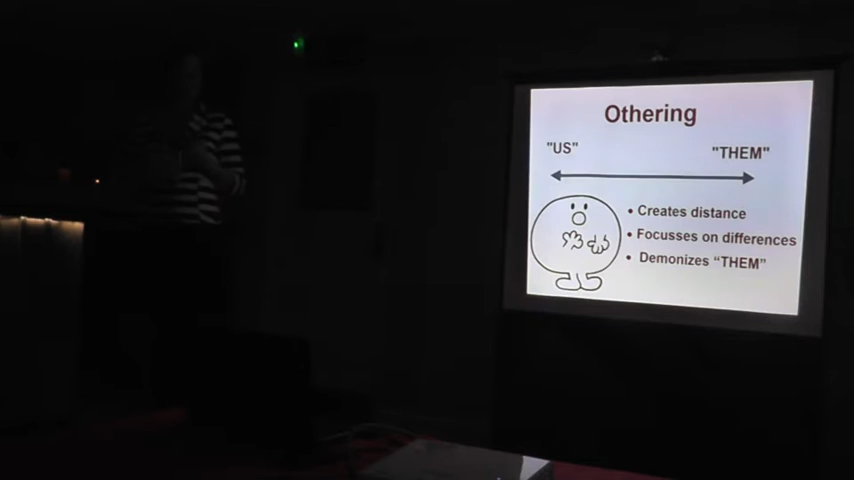 Othering
"US" "THEM"
• Creates distance
• Focusses on differences
• Demonizes “THEM”